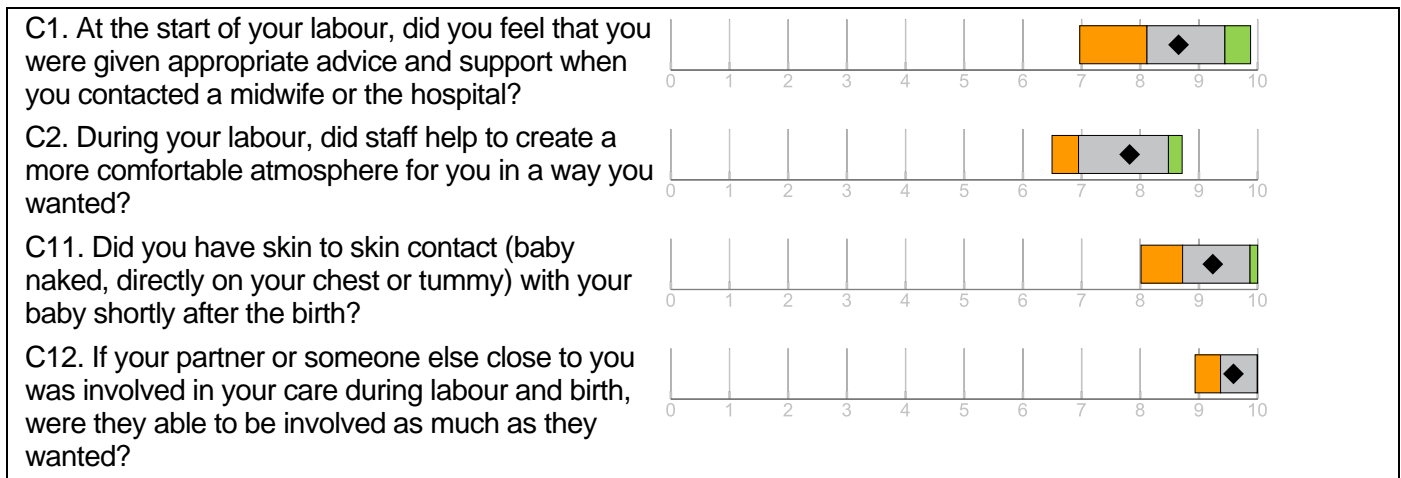 C1. At the start of your labour, did you feel that you
were given appropriate advice and support when
you contacted a midwife or the hospital?
0 1 2 3 4 5 6 7 8 9 10
C2. During your labour, did staff help to create a
more comfortable atmosphere for you in a way you
wanted?
0 1 2 3 4 5 6 7 8 9 10
C11. Did you have skin to skin contact (baby
naked, directly on your chest or tummy) with your
baby shortly after the birth?
0 1 2 3 4 5 6 7 8 9 10
C12. If your partner or someone else close to you
was involved in your care during labour and birth,
were they able to be involved as much as they
wanted?
0 1 2 3 4 5 6 7 8 9 10